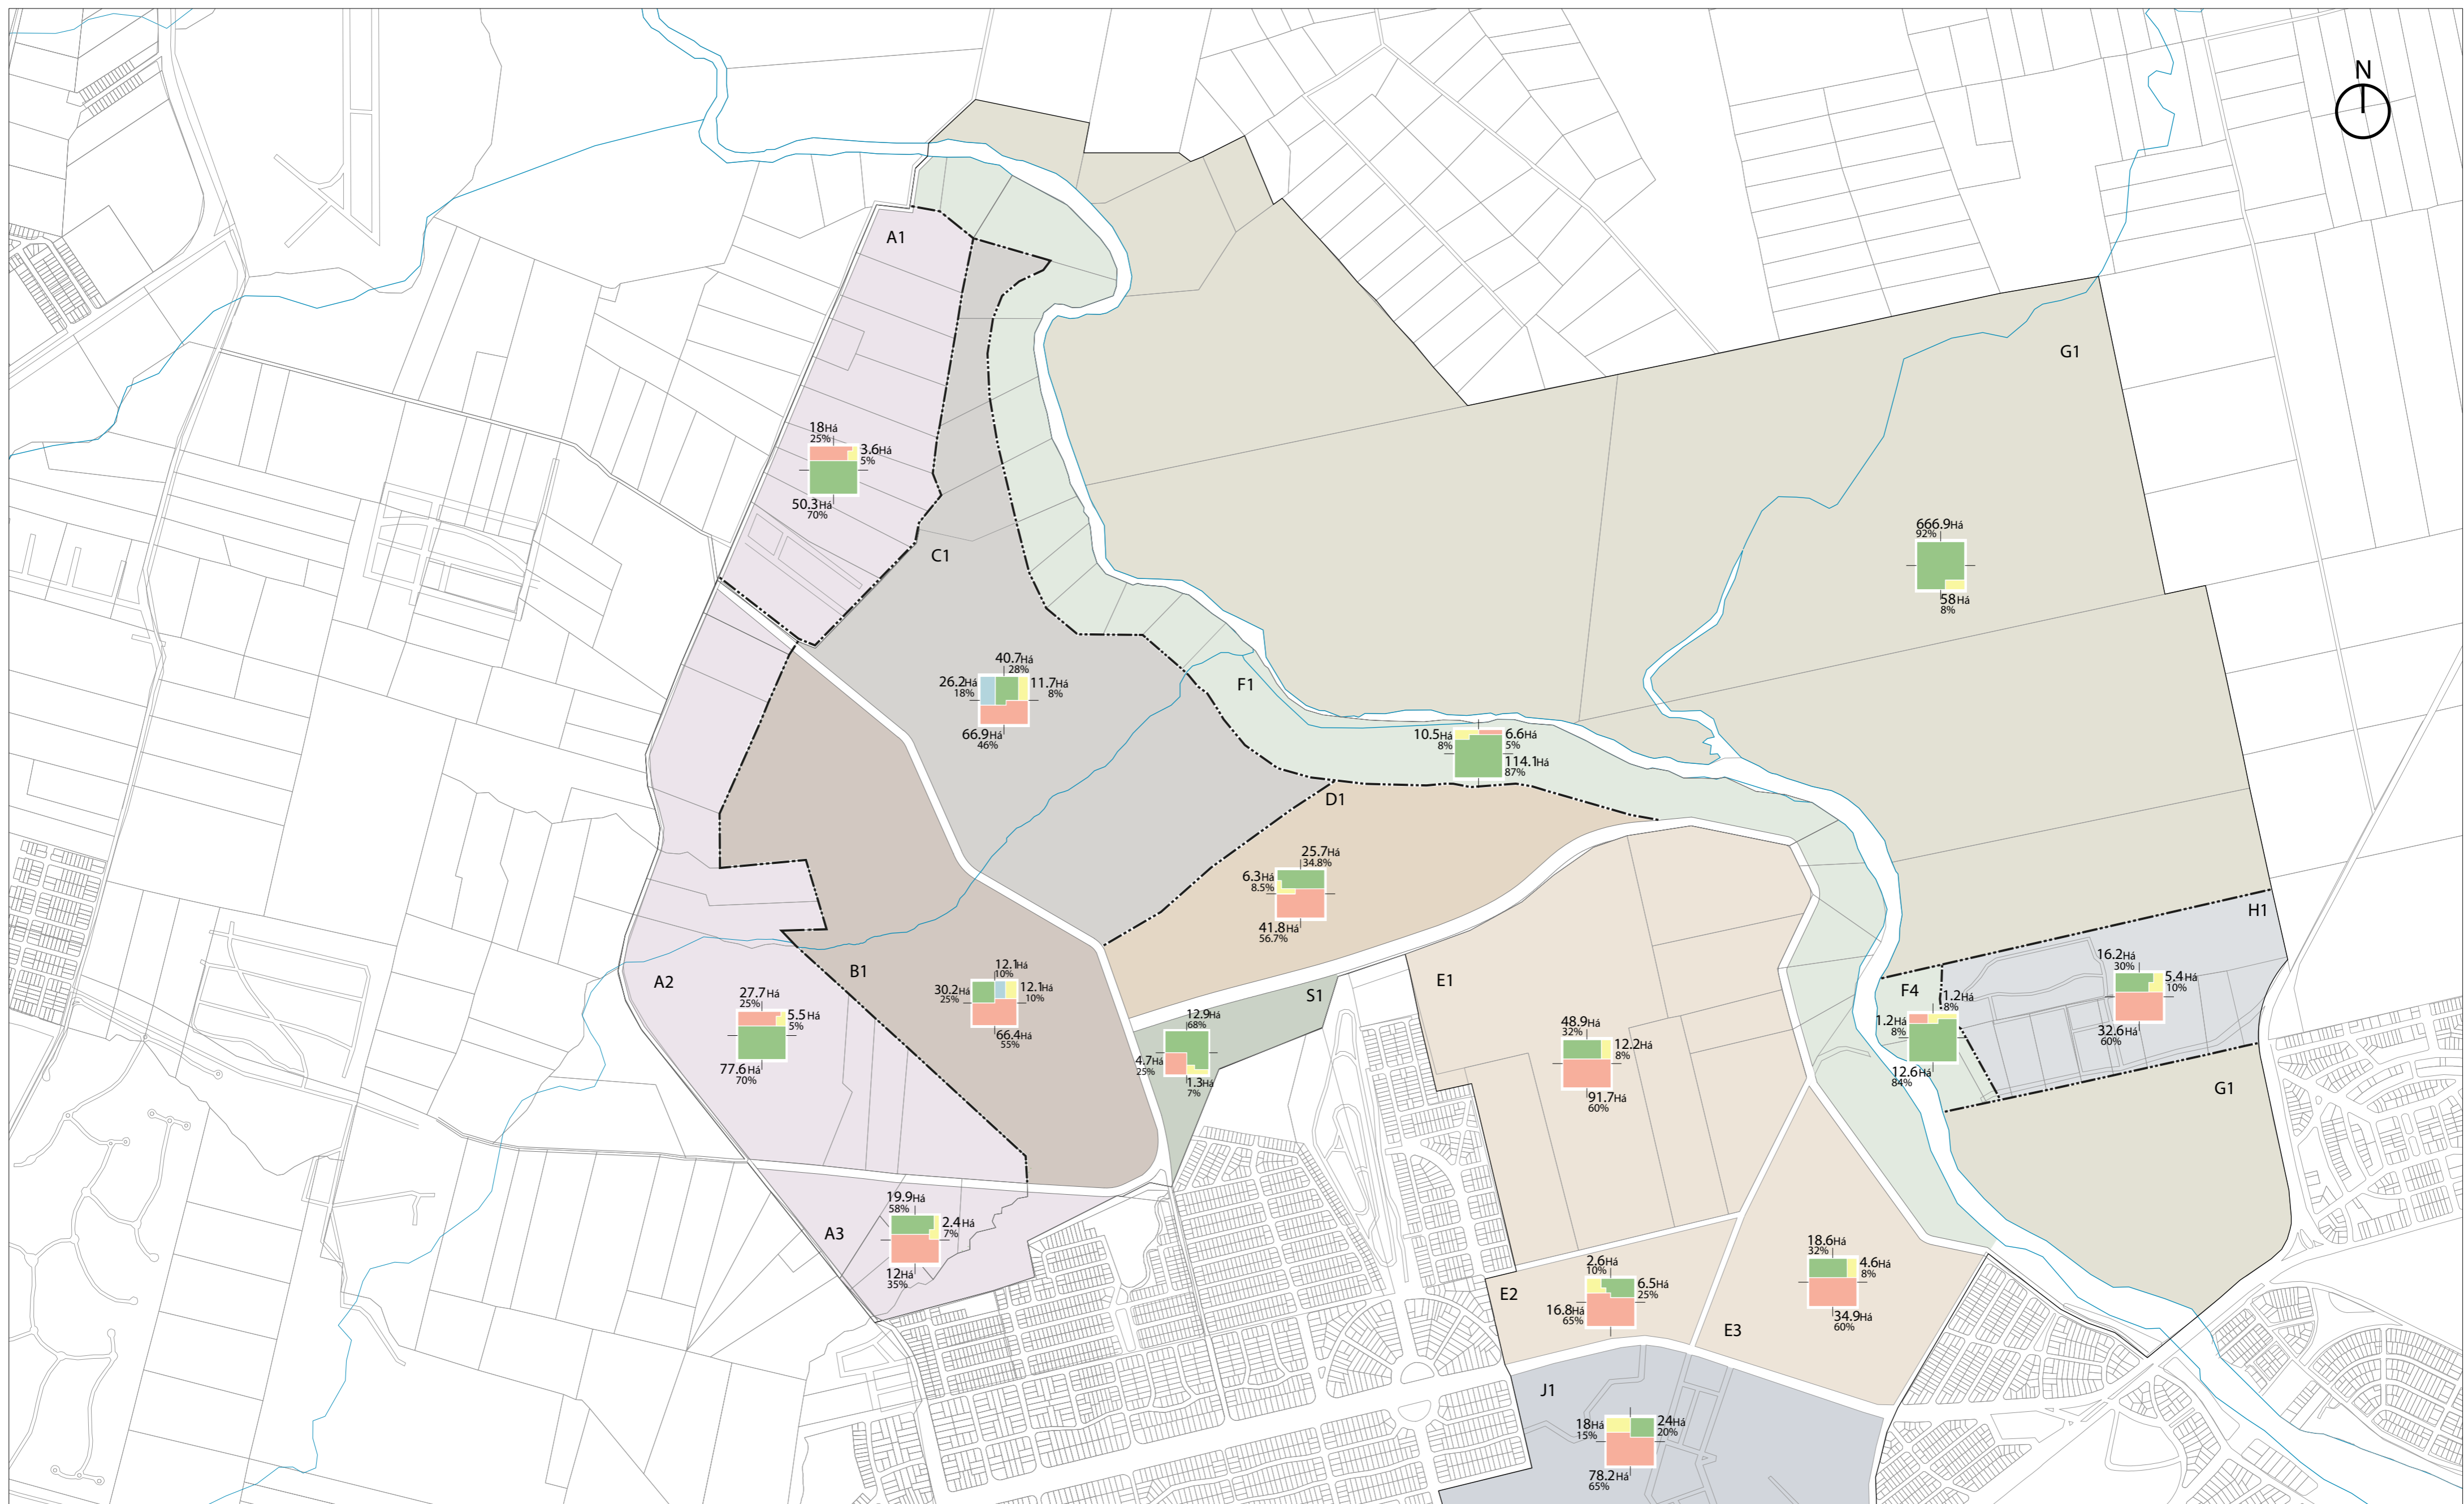 N
A1
G1
18Há
25%
3.6Há
5%
50.3Há
70%
C1
666.9Há
92%
58Há
8%
40.7Há
28%
26.2Há
18%
11.7Há
8%
66.9Há
46%
F1
10.5Há
8%
6.6Há
5%
114.1Há
87%
D1
25.7Há
34.8%
6.3Há
8.5%
41.8Há
56.7%
H1
16.2Há
30%
5.4Há
10%
32.6Há
60%
F4
1.2Há
8%
1.2Há
8%
12.6Há
84%
A2
27.7Há
25%
5.5Há
5%
77.6Há
70%
B1
12.1Há
10%
30.2Há
25%
12.1Há
10%
66.4Há
55%
S1
12.9Há
68%
4.7Há
25%
1.3Há
7%
E1
48.9Há
32%
12.2Há
8%
91.7Há
60%
G1
A3
19.9Há
58%
2.4Há
7%
12Há
35%
E2
2.6Há
10%
6.5Há
25%
16.8Há
65%
E3
18.6Há
32%
4.6Há
8%
34.9Há
60%
J1
18Há
15%
24Há
20%
78.2Há
65%